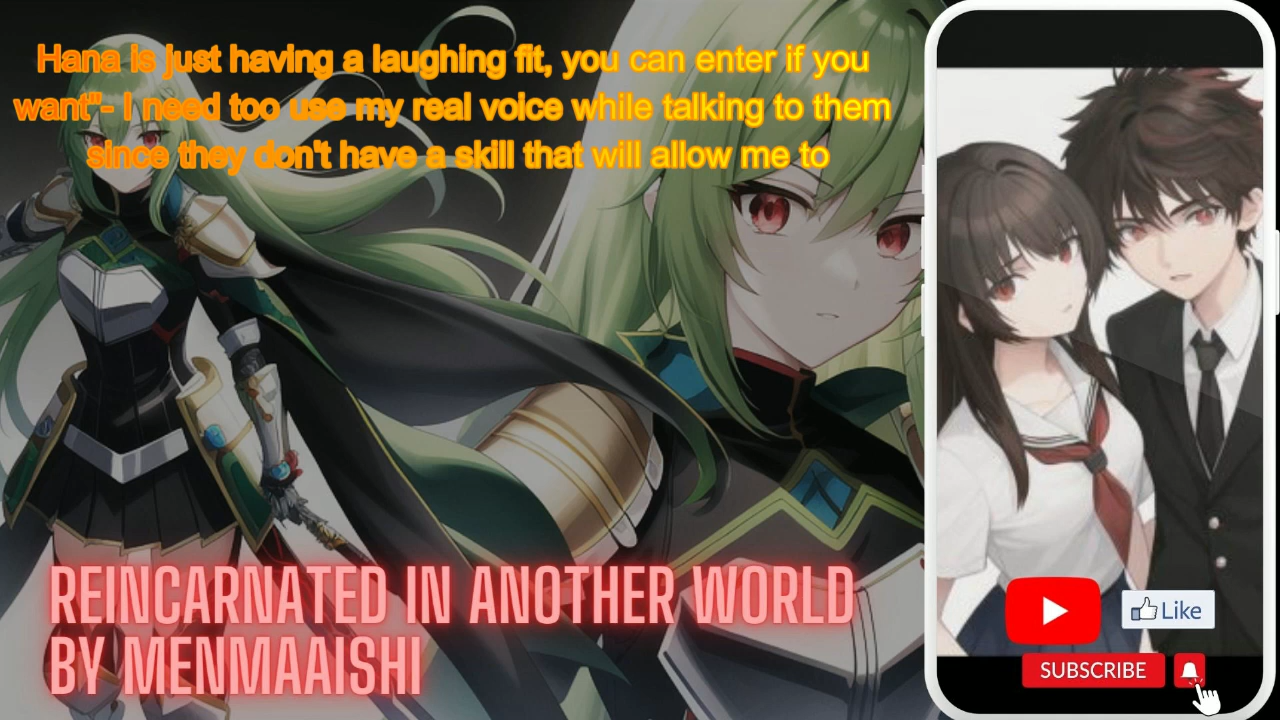 Hana is just having a laughing fit, you can enter if you
want"- I need too use my real voice while talking to them
since they don't have a skill that will allow me to
REINCARNATED IN ANOTHER WORLD
BY MENMAAISHI
Like
SUBSCRIBE